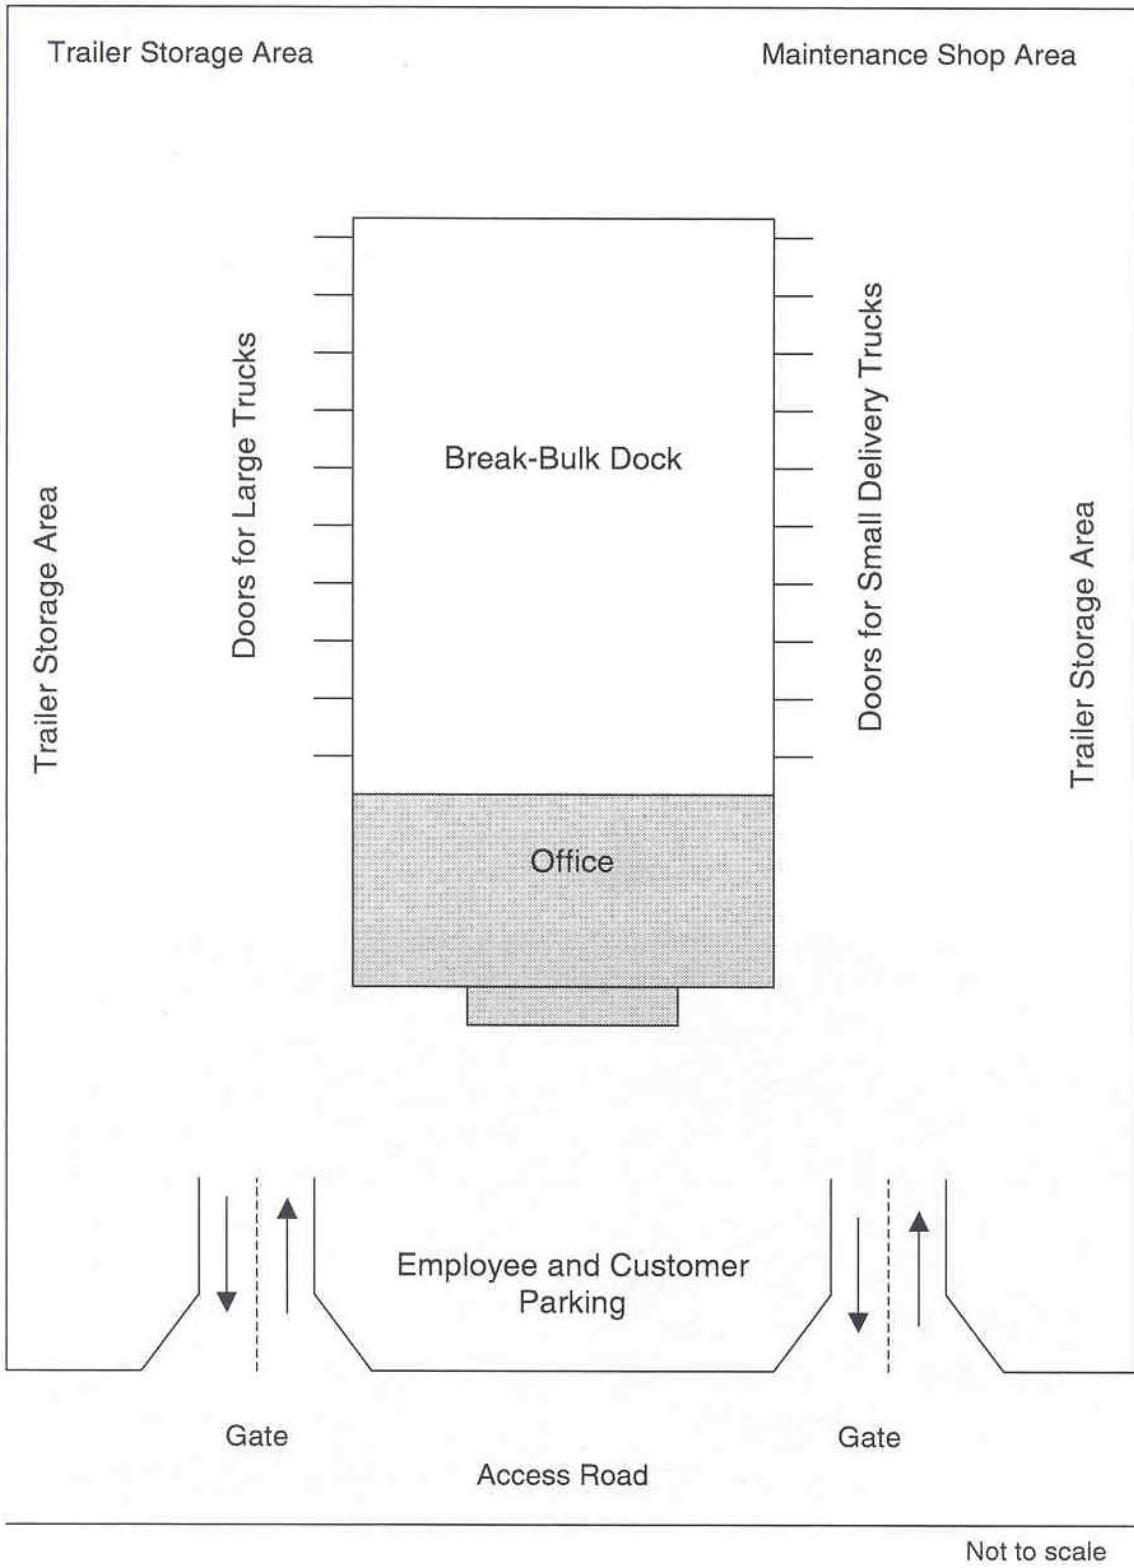 Trailer Storage Area
Maintenance Shop Area
Doors for Large Trucks
Doors for Small Delivery Trucks
Break-Bulk Dock
Trailer Storage Area
Trailer Storage Area
Office
Employee and Customer
Parking
Gate
Gate
Access Road
Not to scale